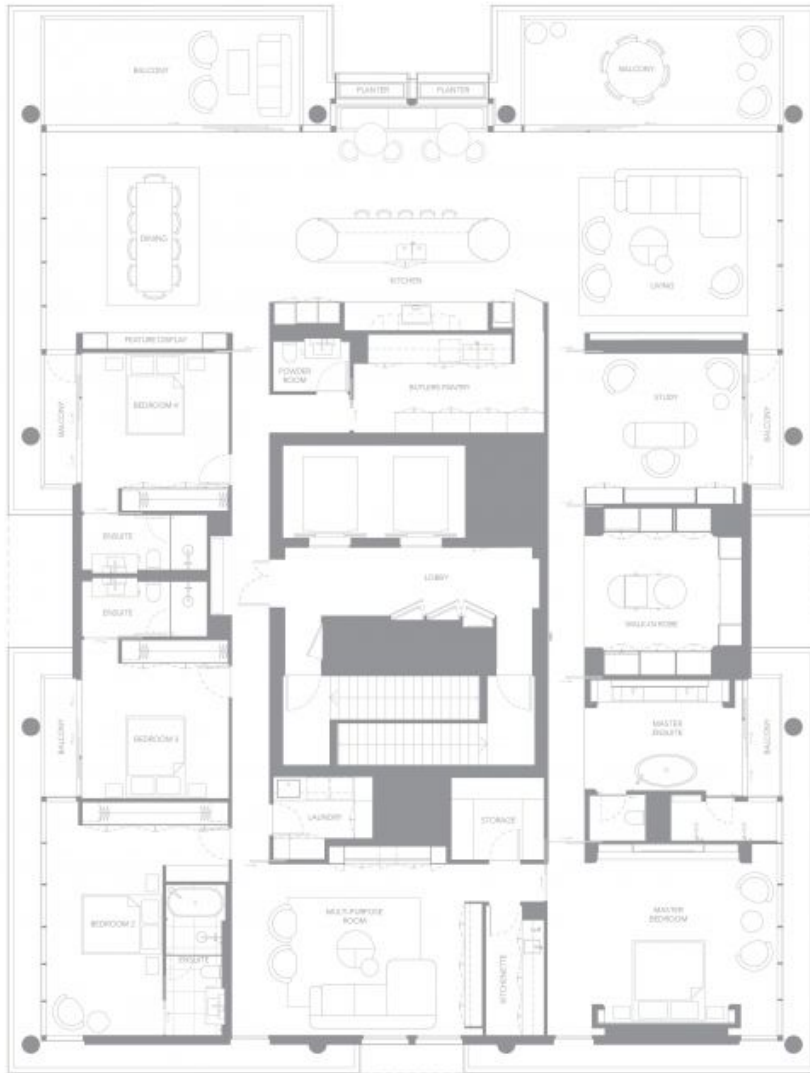 BALCONY
BALCONY
PLANTER
PLANTER
DINING
KITCHEN
LIVING
FEATURE DISPLAY
POWDER
ROOM
BUTLERS PANTRY
BEDROOM 4
STUDY
BALCONY
BALCONY
ENSUITE
LOBBY
ENSUITE
WALK-IN ROBE
BALCONY
BEDROOM 3
MASTER
ENSUITE
BALCONY
LAUNDRY
STORAGE
BEDROOM 2
MULTI-PURPOSE
ROOM
MASTER
BEDROOM
ENSUITE
KITCHENETTE